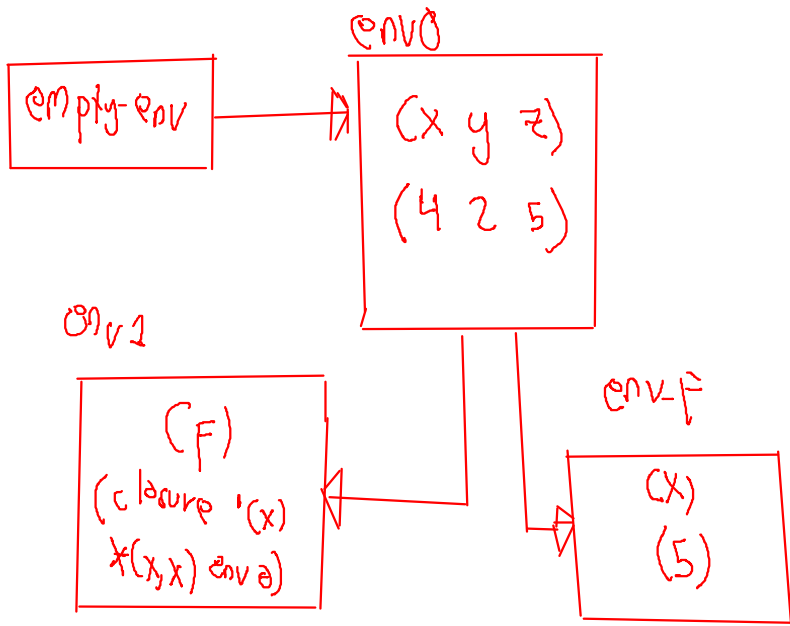 env0
empty-env
(x y z)
(4 2 5)
env1
(F)
(closure '(x)
*(x,x) env0)
env-F
(x)
(5)